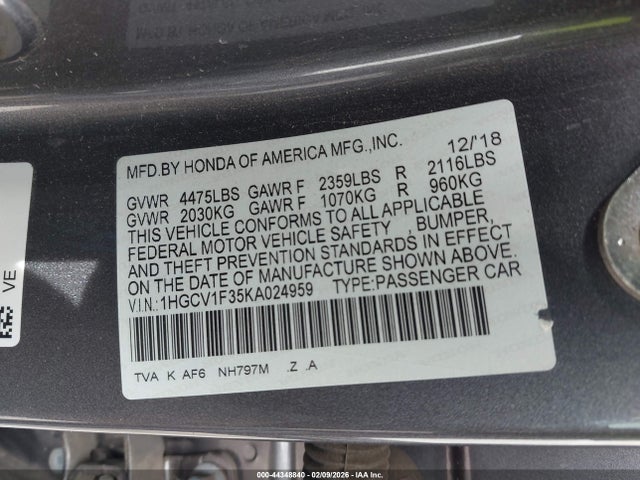 MFD.BY HONDA OF AMERICA MFG.,INC. 12/'18
GVWR 4475LBS GAWR F 2359LBS R 2116LBS
GVWR 2030KG GAWR F 1070KG R 960KG
THIS VEHICLE CONFORMS TO ALL APPLICABLE
FEDERAL MOTOR VEHICLE SAFETY , BUMPER,
AND THEFT PREVENTION STANDARDS IN EFFECT
ON THE DATE OF MANUFACTURE SHOWN ABOVE.
V.I.N.: 1HGCV1F35KA024959 TYPE:PASSENGER CAR
TVA K AF6 NH797M .Z .A
VE
000-44348840 - 02/09/2026 - IAA Inc.